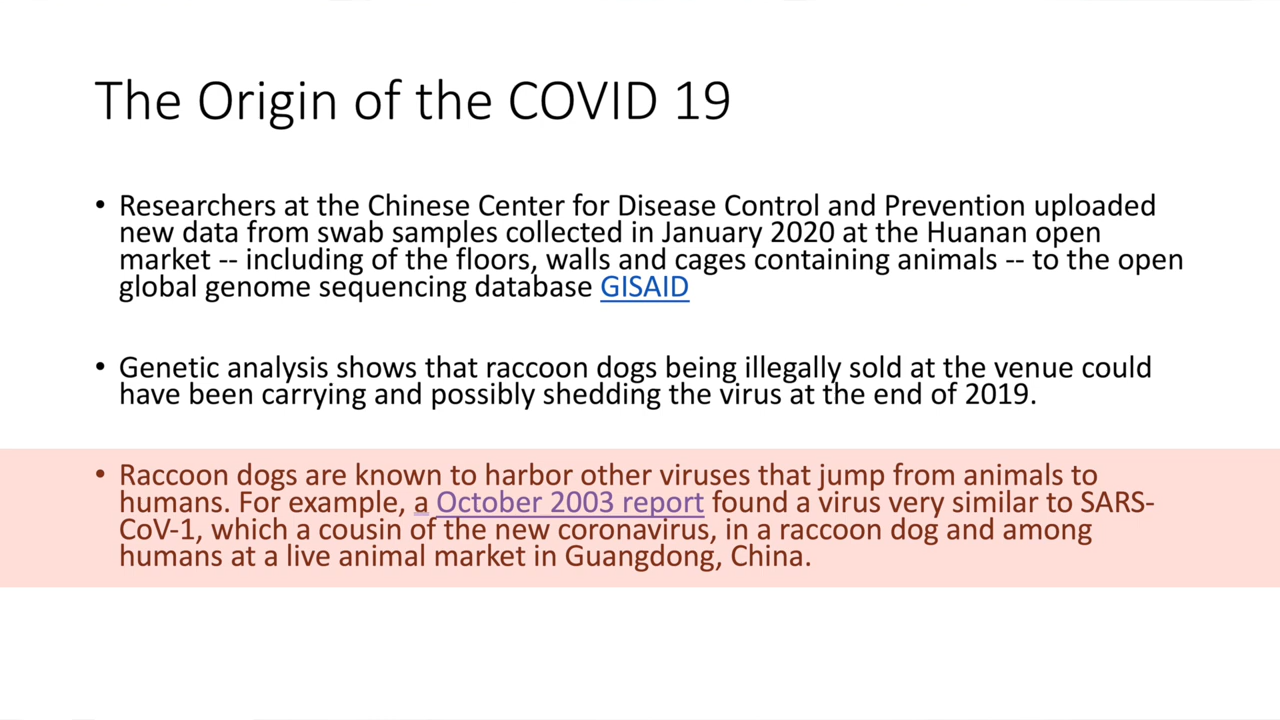 The Origin of the COVID 19
• Researchers at the Chinese Center for Disease Control and Prevention uploaded
new data from swab samples collected in January 2020 at the Huanan open
market -- including of the floors, walls and cages containing animals -- to the open
global genome sequencing database GISAID
• Genetic analysis shows that raccoon dogs being illegally sold at the venue could
have been carrying and possibly shedding the virus at the end of 2019.
• Raccoon dogs are known to harbor other viruses that jump from animals to
humans. For example, a October 2003 report found a virus very similar to SARS-
CoV-1, which a cousin of the new coronavirus, in a raccoon dog and among
humans at a live animal market in Guangdong, China.